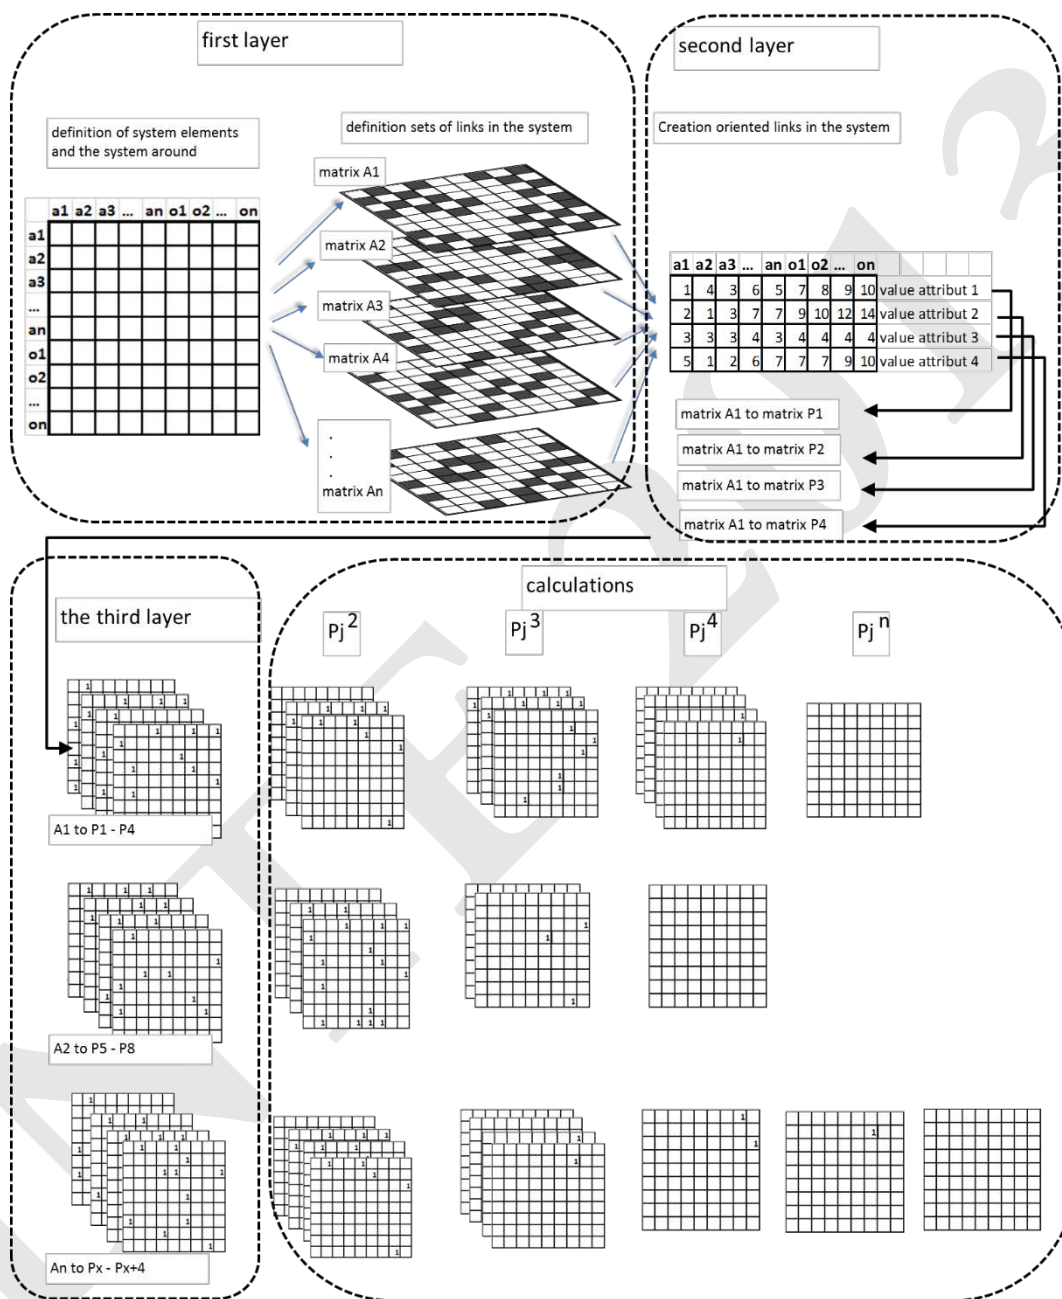 first layer
second layer
definition of system elements
and the system around
definition sets of links in the system
Creation oriented links in the system
matrix A1
a1 a2 a3 ... an o1 o2 ... on
a1
a2
a3
...
an
o1
o2
...
on
matrix A2
matrix A3
matrix A4
.
.
.
matrix An
a1 a2 a3 ... an o1 o2 ... on
1 4 3 6 5 7 8 9 10 value attribut 1
2 1 3 7 7 9 10 12 14 value attribut 2
3 3 3 4 3 4 4 4 4 value attribut 3
5 1 2 6 7 7 7 9 10 value attribut 4
matrix A1 to matrix P1
matrix A1 to matrix P2
matrix A1 to matrix P3
matrix A1 to matrix P4
calculations
the third layer
Pj 2
Pj 3
Pj 4
Pj n
A1 to P1 - P4
A2 to P5 - P8
An to Px - Px+4